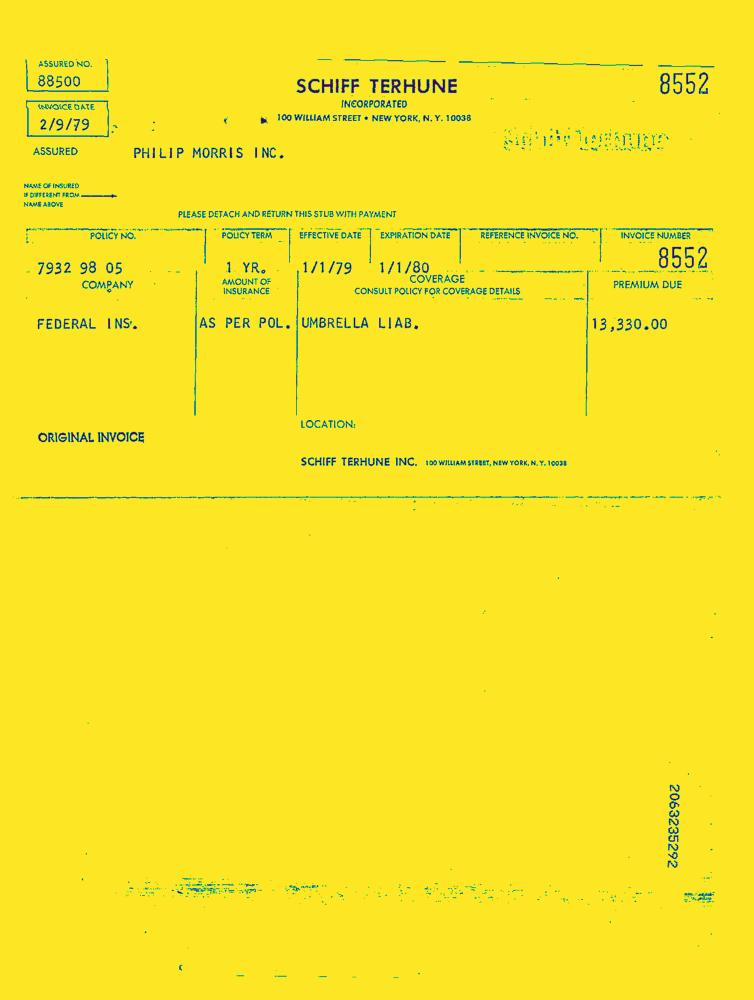 ASSURED NO.
88500
SCHIFF TERHUNE
8552
INCORPORATED
INVOICE DATE
2/9/79
100 WILLIAM STREET • NEW YORK, N. Y. 10038
ASSURED PHILIP MORRIS INC.
NAME OF INSURED
IF DIFFERENT FROM
NAME ABOVE
PLEASE DETACH AND RETURN THIS STUB WITH PAYMENT
POLICY NO. POLICY TERM EFFECTIVE DATE EXPIRATION DATE REFERENCE INVOICE NO. INVOICE NUMBER
7932 98 05 1 YR. 1/1/79 1/1/80 8552
COMPANY AMOUNT OF INSURANCE COVERAGE PREMIUM DUE
CONSULT POLICY FOR COVERAGE DETAILS
FEDERAL INS. AS PER POL. UMBRELLA LIAB. 13,330.00
LOCATION:
ORIGINAL INVOICE
SCHIFF TERHUNE INC. 100 WILLIAM STREET, NEW YORK, N. Y. 10038
2063235292